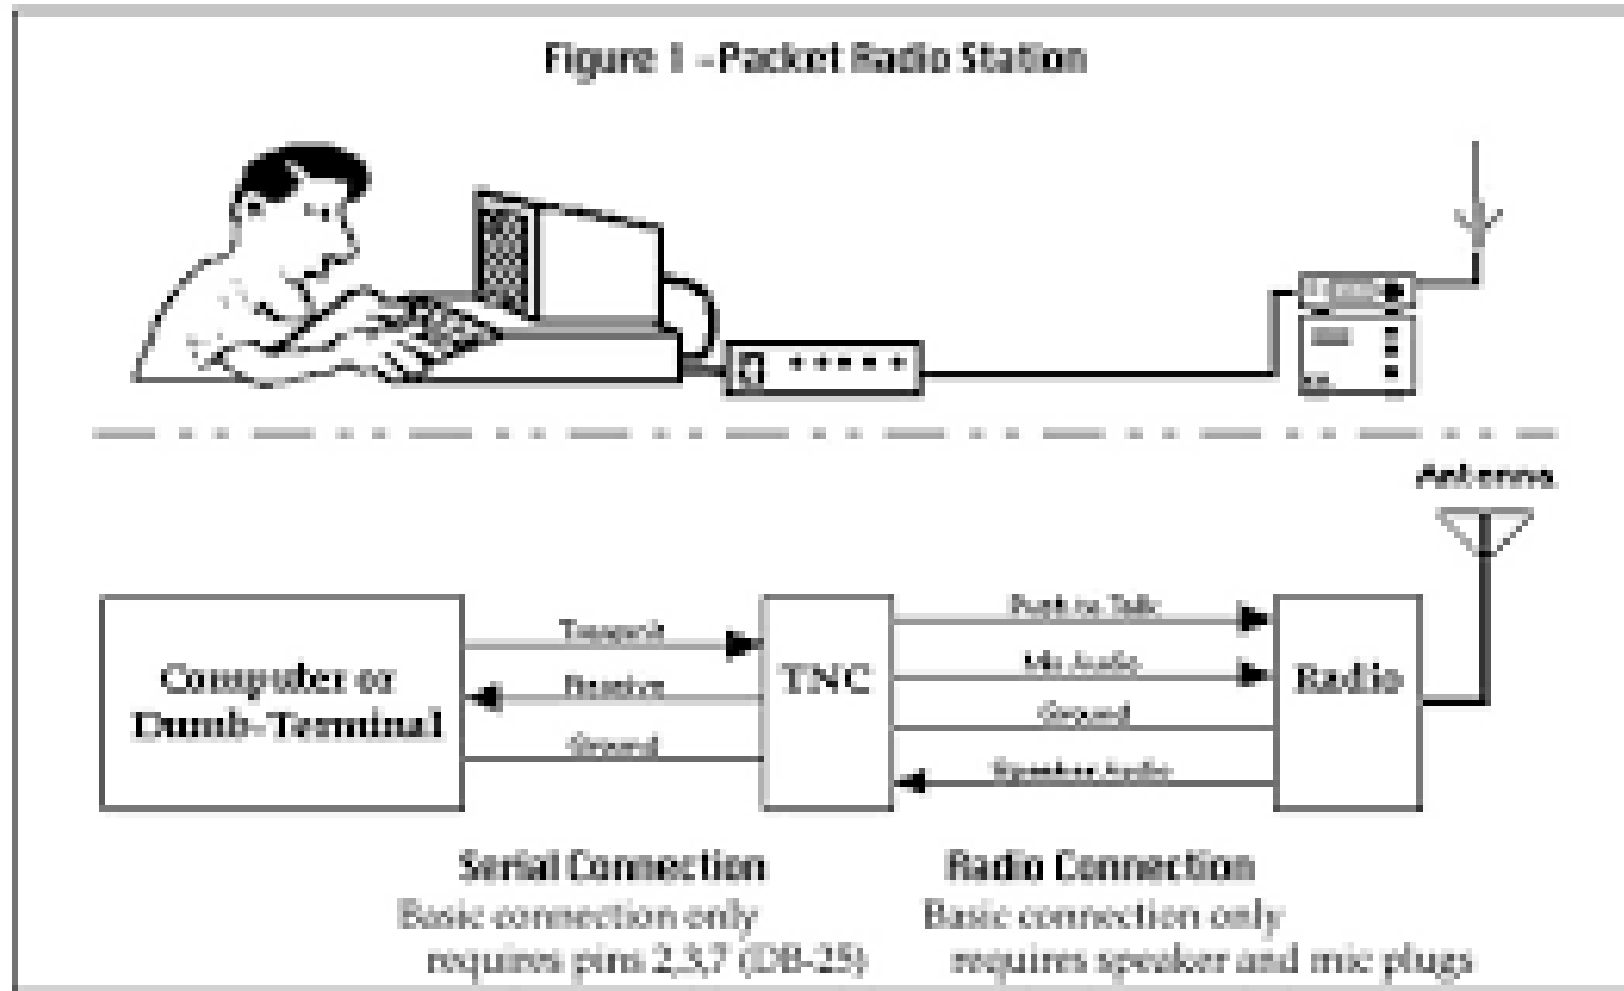 Figure 1 - Packet Radio Station
Antenna
Computer or
Dumb-Terminal
Transmit
Receive
Ground
TNC
Push to Talk
Mic Audio
Ground
Speaker Audio
Radio
Serial Connection
Basic connection only
requires pins 2,3,7 (DB-25)
Radio Connection
Basic connection only
requires speaker and mic plugs